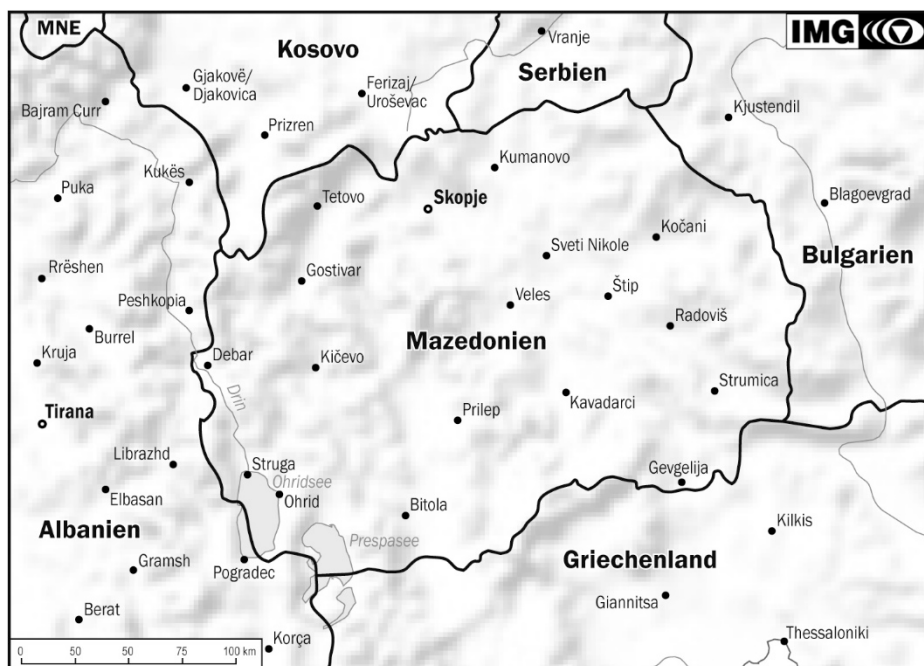 MNE
Kosovo
IMG
Vranje
Serbien
Gjakovë/
Djakovica
Ferizaj/
Uroševac
Bajram Curr
Kjustendil
Prizren
Kumanovo
Kukës
Puka
Tetovo
Skopje
Blagoevgrad
Kočani
Sveti Nikole
Bulgarien
Rrëshen
Gostivar
Štip
Peshkopia
Veles
Radoviš
Burrel
Mazedonien
Kruja
Debar
Kičevo
Drin
Strumica
Kavadarci
Tirana
Prilep
Librazhd
Struga
Ohridsee
Gevgelija
Elbasan
Ohrid
Bitola
Albanien
Prespasee
Kilkis
Gramsh
Pogradec
Griechenland
Giannitsa
Berat
Korça
Thessaloniki
0 50 50 75 100 km